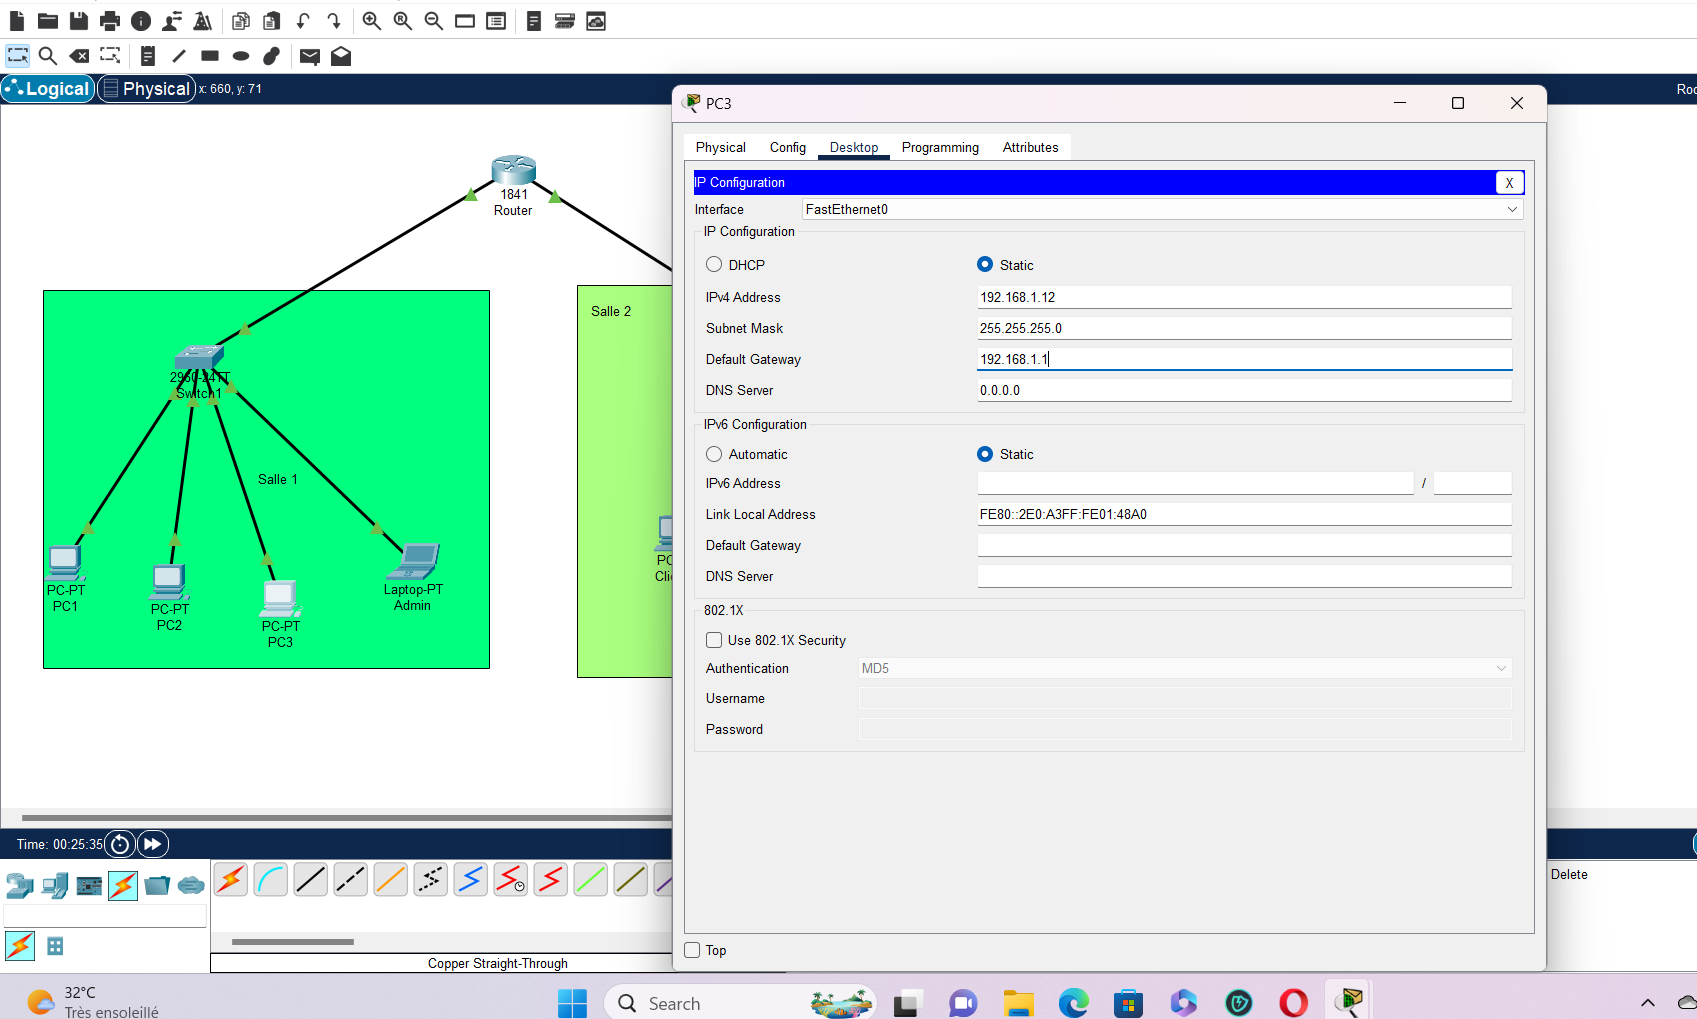 Logical
Physical
x: 660, y: 71
Roo
1841
Router
2950-24TT
Switch1
Salle 1
PC-PT
PC1
PC-PT
PC2
PC-PT
PC3
Laptop-PT
Admin
Salle 2
PC
Clie
PC3
Physical
Config
Desktop
Programming
Attributes
IP Configuration
X
Interface
FastEthernet0
IP Configuration
DHCP
Static
IPv4 Address
192.168.1.12
Subnet Mask
255.255.255.0
Default Gateway
192.168.1.1
DNS Server
0.0.0.0
IPv6 Configuration
Automatic
Static
IPv6 Address
/
Link Local Address
FE80::2E0:A3FF:FE01:48A0
Default Gateway
DNS Server
802.1X
Use 802.1X Security
Authentication
MD5
Username
Password
Top
Time: 00:25:35
Copper Straight-Through
Delete
32°C
Très ensoleillé
Search